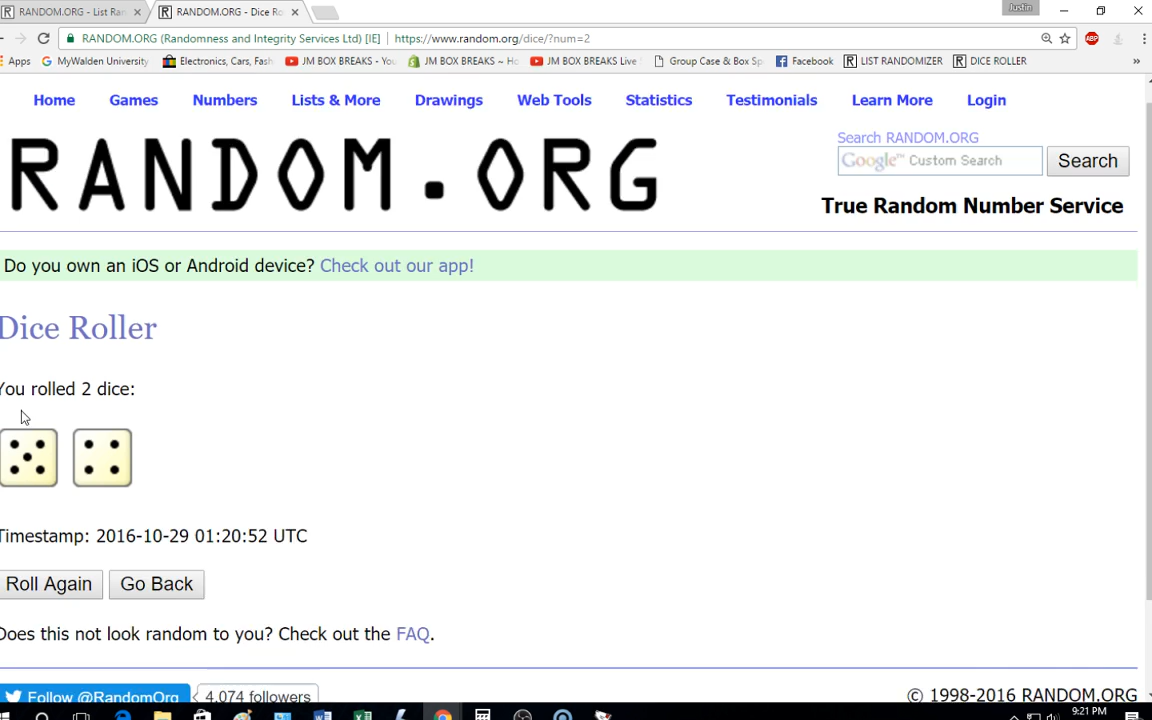 RANDOM.ORG - List Ran
RANDOM.ORG - Dice Ro
Justin
RANDOM.ORG (Randomness and Integrity Services Ltd) [IE] | https://www.random.org/dice/?num=2
ABP
Apps
MyWalden University
Electronics, Cars, Fash
JM BOX BREAKS - You
JM BOX BREAKS ~ Ho
JM BOX BREAKS Live
Group Case & Box Sp
Facebook
LIST RANDOMIZER
DICE ROLLER
»
Home Games Numbers Lists & More Drawings Web Tools Statistics Testimonials Learn More Login
RANDOM.ORG
Search RANDOM.ORG
Google™ Custom Search
Search
True Random Number Service
Do you own an iOS or Android device? Check out our app!
Dice Roller
You rolled 2 dice:
Timestamp: 2016-10-29 01:20:52 UTC
Roll Again
Go Back
Does this not look random to you? Check out the FAQ.
Follow @RandomOrg
4,074 followers
© 1998-2016 RANDOM.ORG
9:21 PM